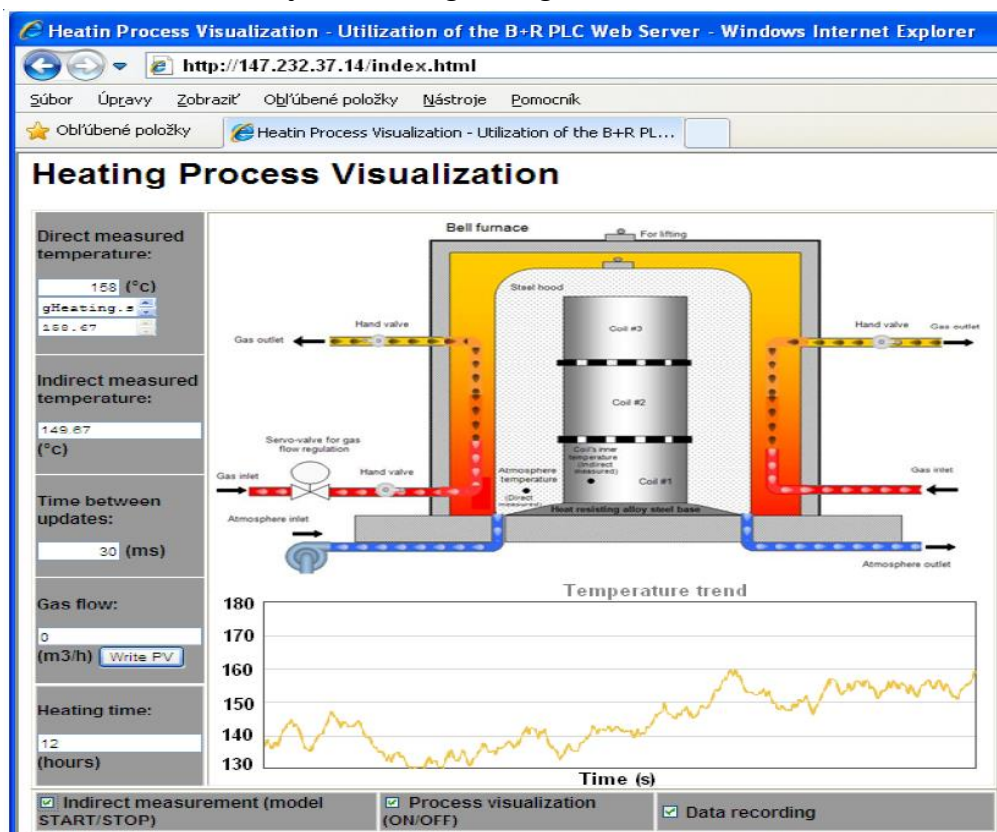 Heatin Process Visualization - Utilization of the B+R PLC Web Server - Windows Internet Explorer
http://147.232.37.14/index.html
Súbor Úpravy Zobraziť Obľúbené položky Nástroje Pomocník
Obľúbené položky
Heatin Process Visualization - Utilization of the B+R PL...
Heating Process Visualization
Direct measured
temperature:
158 (°c)
gHeating.s
Indirect measured
temperature:
149.67
(°c)
Time between
updates:
30 (ms)
Gas flow:
0
(m3/h) Write PV
Heating time:
12
(hours)
Bell furnace
For lifting
Steel hood
Coil #3
Hand valve
Gas outlet
Hand valve
Gas outlet
Coil #2
Servo-valve for gas
flow regulation
Hand valve
Gas inlet
Atmosphere
temperature
(Direct
measured)
Coil's inner
temperature
(Indirect
measured)
Coil #1
Gas inlet
Heat resisting alloy steel base
Atmosphere inlet
Atmosphere outlet
Temperature trend
180
170
160
150
140
130
Time (s)
Indirect measurement (model
START/STOP)
Process visualization
(ON/OFF)
Data recording